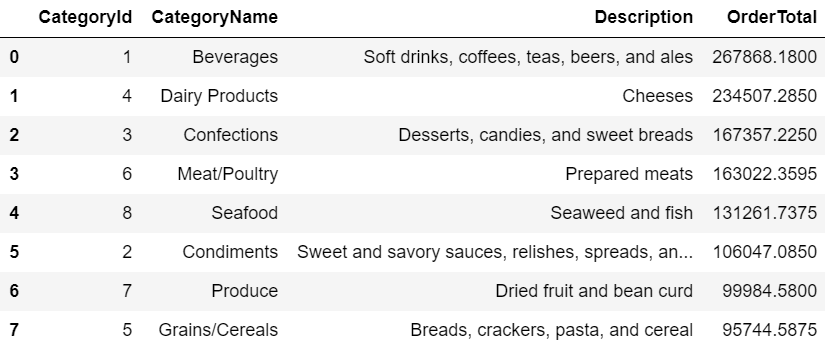 CategoryId CategoryName Description OrderTotal
0 1 Beverages Soft drinks, coffees, teas, beers, and ales 267868.1800
1 4 Dairy Products Cheeses 234507.2850
2 3 Confections Desserts, candies, and sweet breads 167357.2250
3 6 Meat/Poultry Prepared meats 163022.3595
4 8 Seafood Seaweed and fish 131261.7375
5 2 Condiments Sweet and savory sauces, relishes, spreads, an... 106047.0850
6 7 Produce Dried fruit and bean curd 99984.5800
7 5 Grains/Cereals Breads, crackers, pasta, and cereal 95744.5875